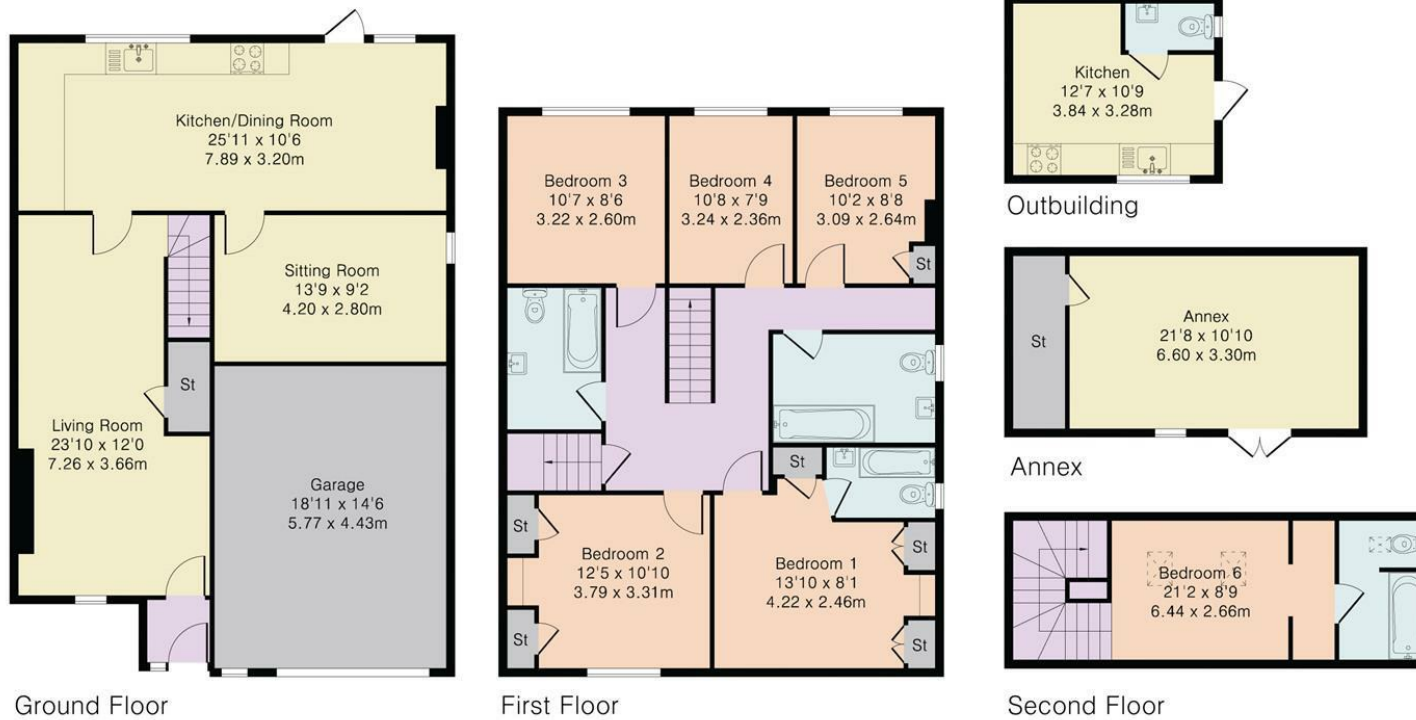 Kitchen/Dining Room
25'11 x 10'6
7.89 x 3.20m
Sitting Room
13'9 x 9'2
4.20 x 2.80m
St
Living Room
23'10 x 12'0
7.26 x 3.66m
Garage
18'11 x 14'6
5.77 x 4.43m
Ground Floor
Bedroom 3
10'7 x 8'6
3.22 x 2.60m
Bedroom 4
10'8 x 7'9
3.24 x 2.36m
Bedroom 5
10'2 x 8'8
3.09 x 2.64m
St
St
St
Bedroom 2
12'5 x 10'10
3.79 x 3.31m
St
Bedroom 1
13'10 x 8'1
4.22 x 2.46m
St
St
First Floor
Kitchen
12'7 x 10'9
3.84 x 3.28m
Outbuilding
St
Annex
21'8 x 10'10
6.60 x 3.30m
Annex
Bedroom 6
21'2 x 8'9
6.44 x 2.66m
Second Floor